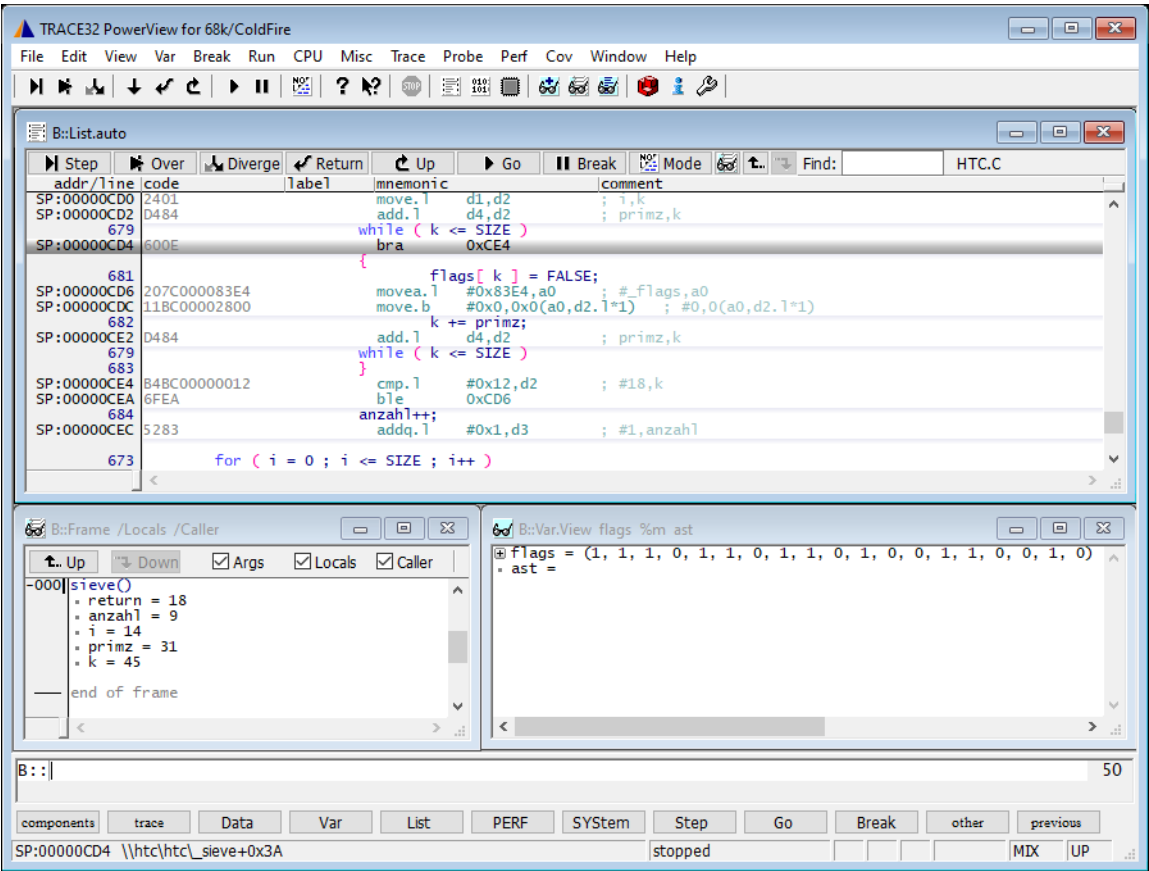 TRACE32 PowerView for 68k/ColdFire
File Edit View Var Break Run CPU Misc Trace Probe Perf Cov Window Help
B::List.auto
Step Over Diverge Return Up Go Break Mode Find: HTC.C
addr/line code label mnemonic comment
SP:00000CD0 2401 move.l d1,d2 ; i,k
SP:00000CD2 D484 add.l d4,d2 ; primz,k
679 while ( k <= SIZE )
SP:00000CD4 600E bra 0xCE4
{
681 flags[ k ] = FALSE;
SP:00000CD6 207C000083E4 movea.l #0x83E4,a0 ; #_flags,a0
SP:00000CDC 11BC00002800 move.b #0x0,0x0(a0,d2.l*1) ; #0,0(a0,d2.l*1)
682 k += primz;
SP:00000CE2 D484 add.l d4,d2 ; primz,k
679 while ( k <= SIZE )
683 }
SP:00000CE4 B4BC00000012 cmp.l #0x12,d2 ; #18,k
SP:00000CEA 6FEA ble 0xCD6
684 anzahl++;
SP:00000CEC 5283 addq.l #0x1,d3 ; #1,anzahl
673 for ( i = 0 ; i <= SIZE ; i++ )
B::Frame /Locals /Caller
Up Down Args Locals Caller
-000 sieve()
return = 18
anzahl = 9
i = 14
primz = 31
k = 45
end of frame
B::Var.View flags %m ast
flags = (1, 1, 1, 0, 1, 1, 0, 1, 1, 0, 1, 0, 0, 1, 1, 0, 0, 1, 0)
ast =
B:: 50
components trace Data Var List PERF SYStem Step Go Break other previous
SP:00000CD4 \\htc\htc\_sieve+0x3A stopped MIX UP